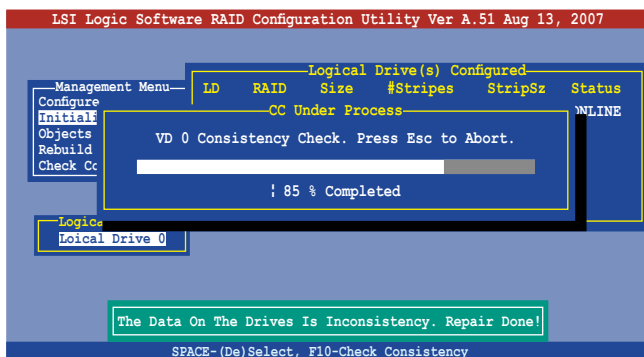 LSI Logic Software RAID Configuration Utility Ver A.51 Aug 13, 2007
Logical Drive(s) Configured
LD RAID Size #Stripes StripSz Status
ONLINE
Management Menu
Configure
Initiali
Objects
Rebuild
Check Co
CC Under Process
VD 0 Consistency Check. Press Esc to Abort.
¦ 85 % Completed
Logica
Loical Drive 0
The Data On The Drives Is Inconsistency. Repair Done!
SPACE-(De)Select, F10-Check Consistency